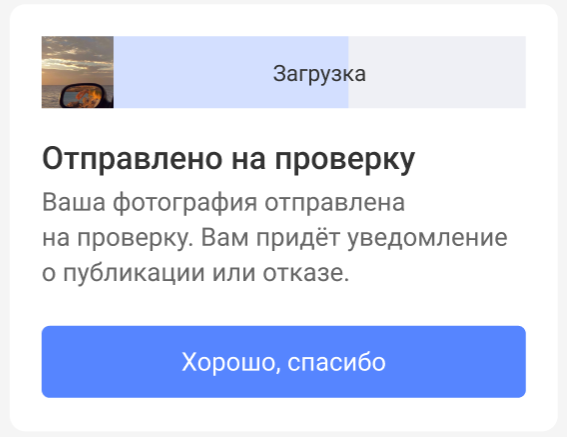 Загрузка
Отправлено на проверку
Ваша фотография отправлена
на проверку. Вам придёт уведомление
о публикации или отказе.
Хорошо, спасибо